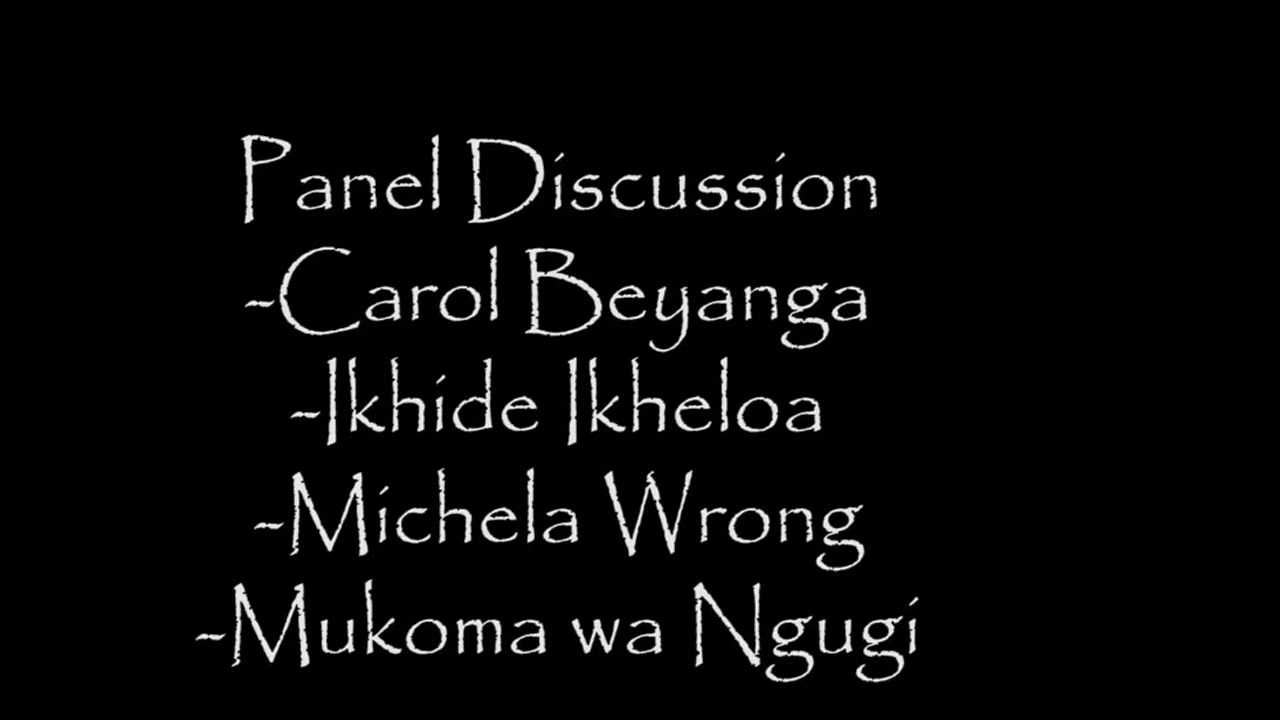 Panel Discussion
-Carol Beyanga
-Ikhide Ikheloa
-Michela Wrong
-Mukoma wa Ngugi